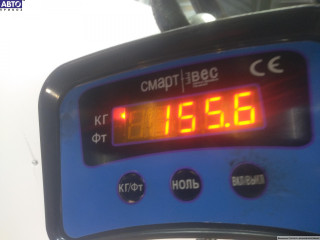 АВТО
смарт вес CE
КГ 155.6
Фт
КГ/Фт НОЛЬ ВКЛ/ВЫКЛ